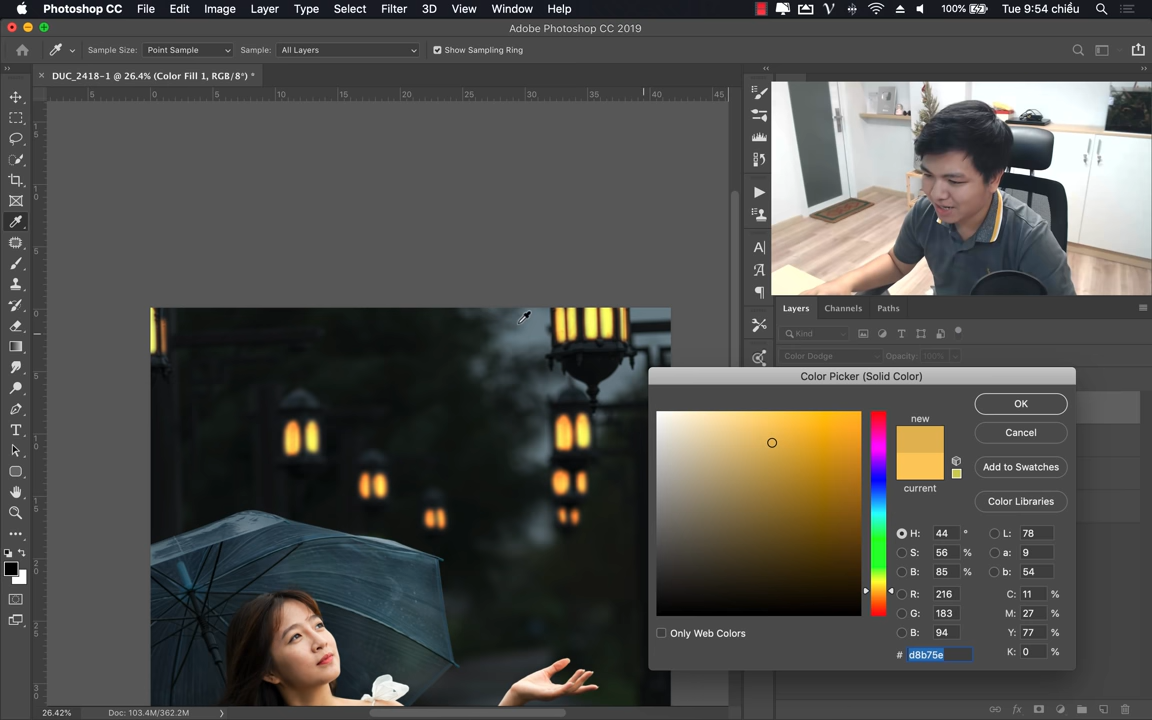 Photoshop CC File Edit Image Layer Type Select Filter 3D View Window Help 100% Tue 9:54 chiều
Adobe Photoshop CC 2019
Sample Size: Point Sample Sample: All Layers Show Sampling Ring
DUC_2418-1 @ 26.4% (Color Fill 1, RGB/8*) *
5 0 5 10 15 20 25 30 35 40 45
Layers Channels Paths
Kind
Color Dodge Opacity: 100%
Color Picker (Solid Color)
new
current
OK
Cancel
Add to Swatches
Color Libraries
H: 44 °
S: 56 %
B: 85 %
R: 216
G: 183
B: 94
L: 78
a: 9
b: 54
C: 11 %
M: 27 %
Y: 77 %
K: 0 %
# d8b75e
Only Web Colors
26.42% Doc: 103.4M/362.2M